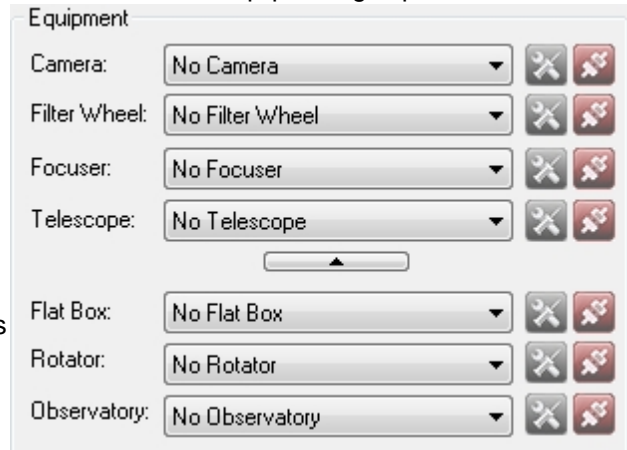 Equipment
Camera: No Camera
Filter Wheel: No Filter Wheel
Focuser: No Focuser
Telescope: No Telescope
s
Flat Box: No Flat Box
Rotator: No Rotator
Observatory: No Observatory